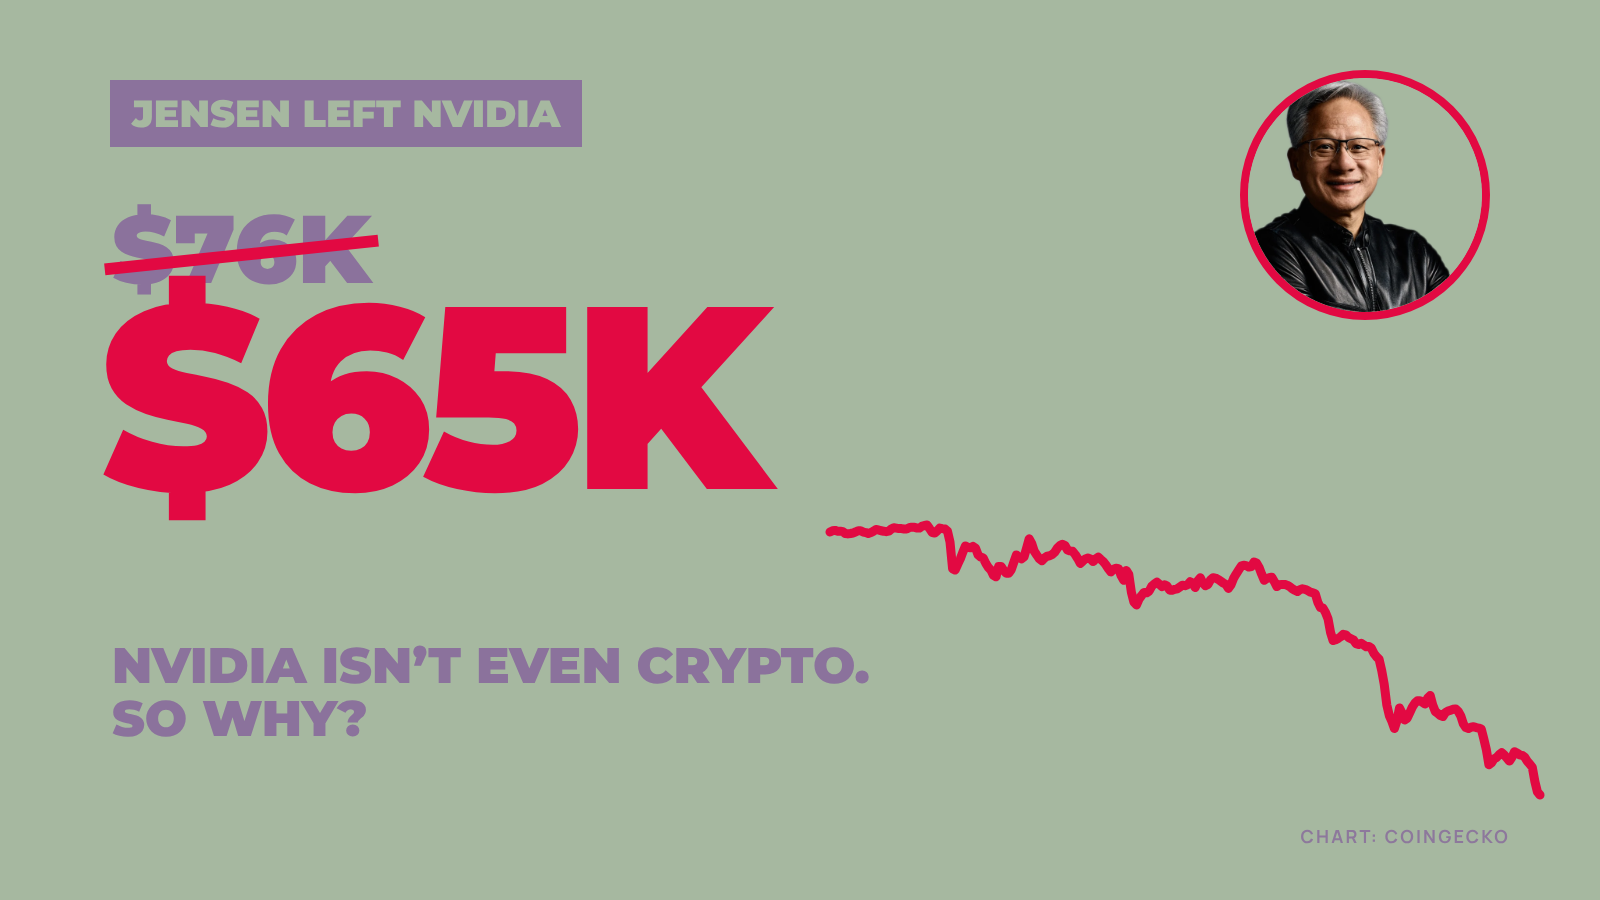 JENSEN LEFT NVIDIA
$76K
$65K
NVIDIA ISN’T EVEN CRYPTO.
SO WHY?
CHART: COINGECKO